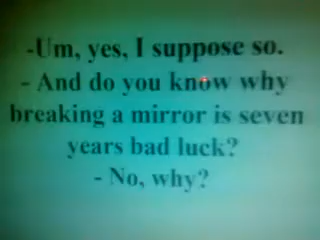 -Um, yes, I suppose so.
- And do you know why
breaking a mirror is seven
years bad luck?
- No, why?